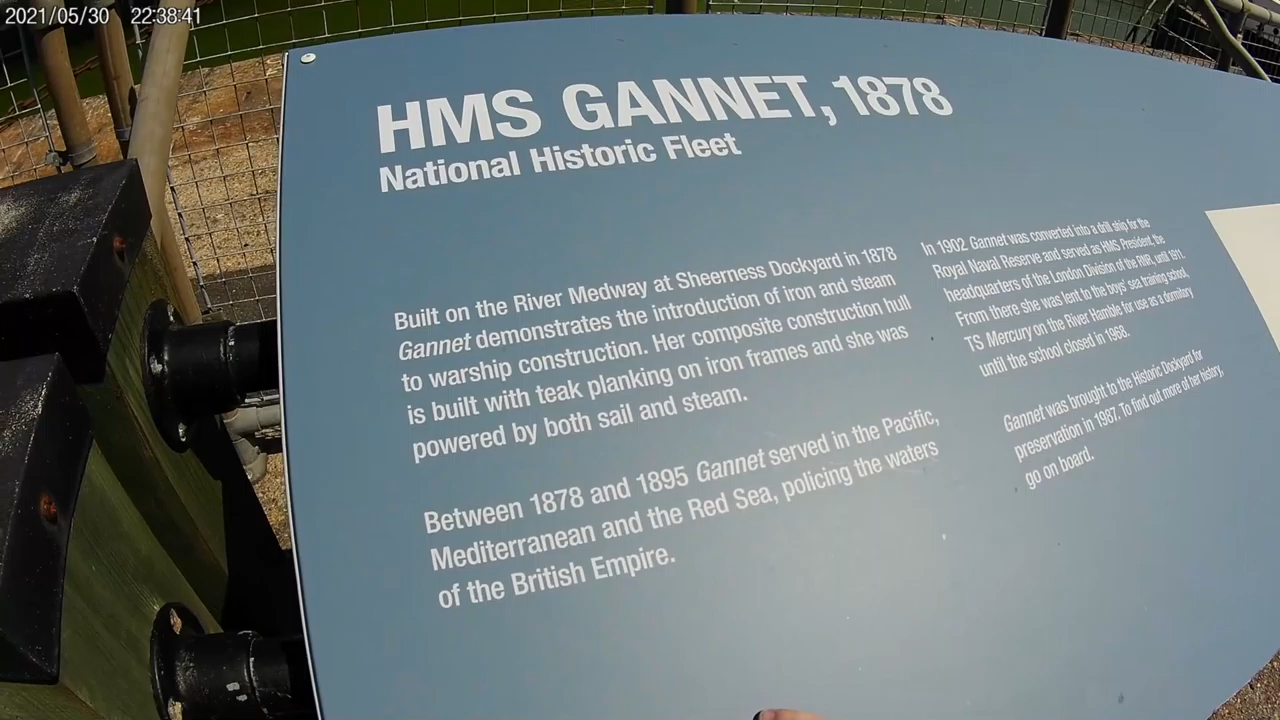 2021/05/30 22:38:41
HMS GANNET, 1878
National Historic Fleet
Built on the River Medway at Sheerness Dockyard in 1878
Gannet demonstrates the introduction of iron and steam
to warship construction. Her composite construction hull
is built with teak planking on iron frames and she was
powered by both sail and steam.
Between 1878 and 1895 Gannet served in the Pacific,
Mediterranean and the Red Sea, policing the waters
of the British Empire.
In 1902 Gannet was converted into a drill ship for the
Royal Naval Reserve and served as HMS President, the
headquarters of the London Division of the RNR, until 1911.
From there she was lent to the boys' sea training school,
TS Mercury on the River Hamble for use as a dormitory
until the school closed in 1968.
Gannet was brought to the Historic Dockyard for
preservation in 1987. To find out more of her history,
go on board.